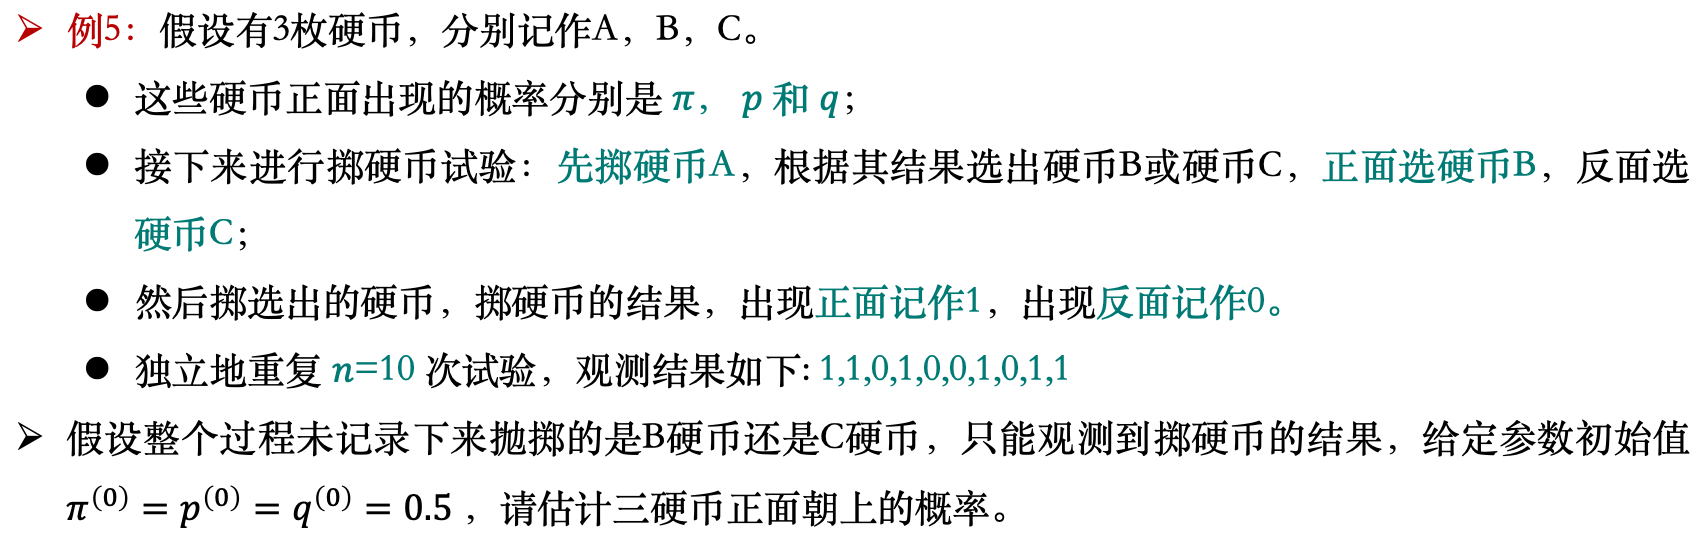 ➢ 例5：假设有3枚硬币，分别记作A，B，C。
● 这些硬币正面出现的概率分别是 π， p 和 q；
● 接下来进行掷硬币试验：先掷硬币A，根据其结果选出硬币B或硬币C，正面选硬币B，反面选
硬币C；
● 然后掷选出的硬币，掷硬币的结果，出现正面记作1，出现反面记作0。
● 独立地重复 n=10 次试验，观测结果如下: 1,1,0,1,0,0,1,0,1,1
➢ 假设整个过程未记录下来抛掷的是B硬币还是C硬币，只能观测到掷硬币的结果，给定参数初始值
π⁽⁰⁾ = p⁽⁰⁾ = q⁽⁰⁾ = 0.5 ，请估计三硬币正面朝上的概率。